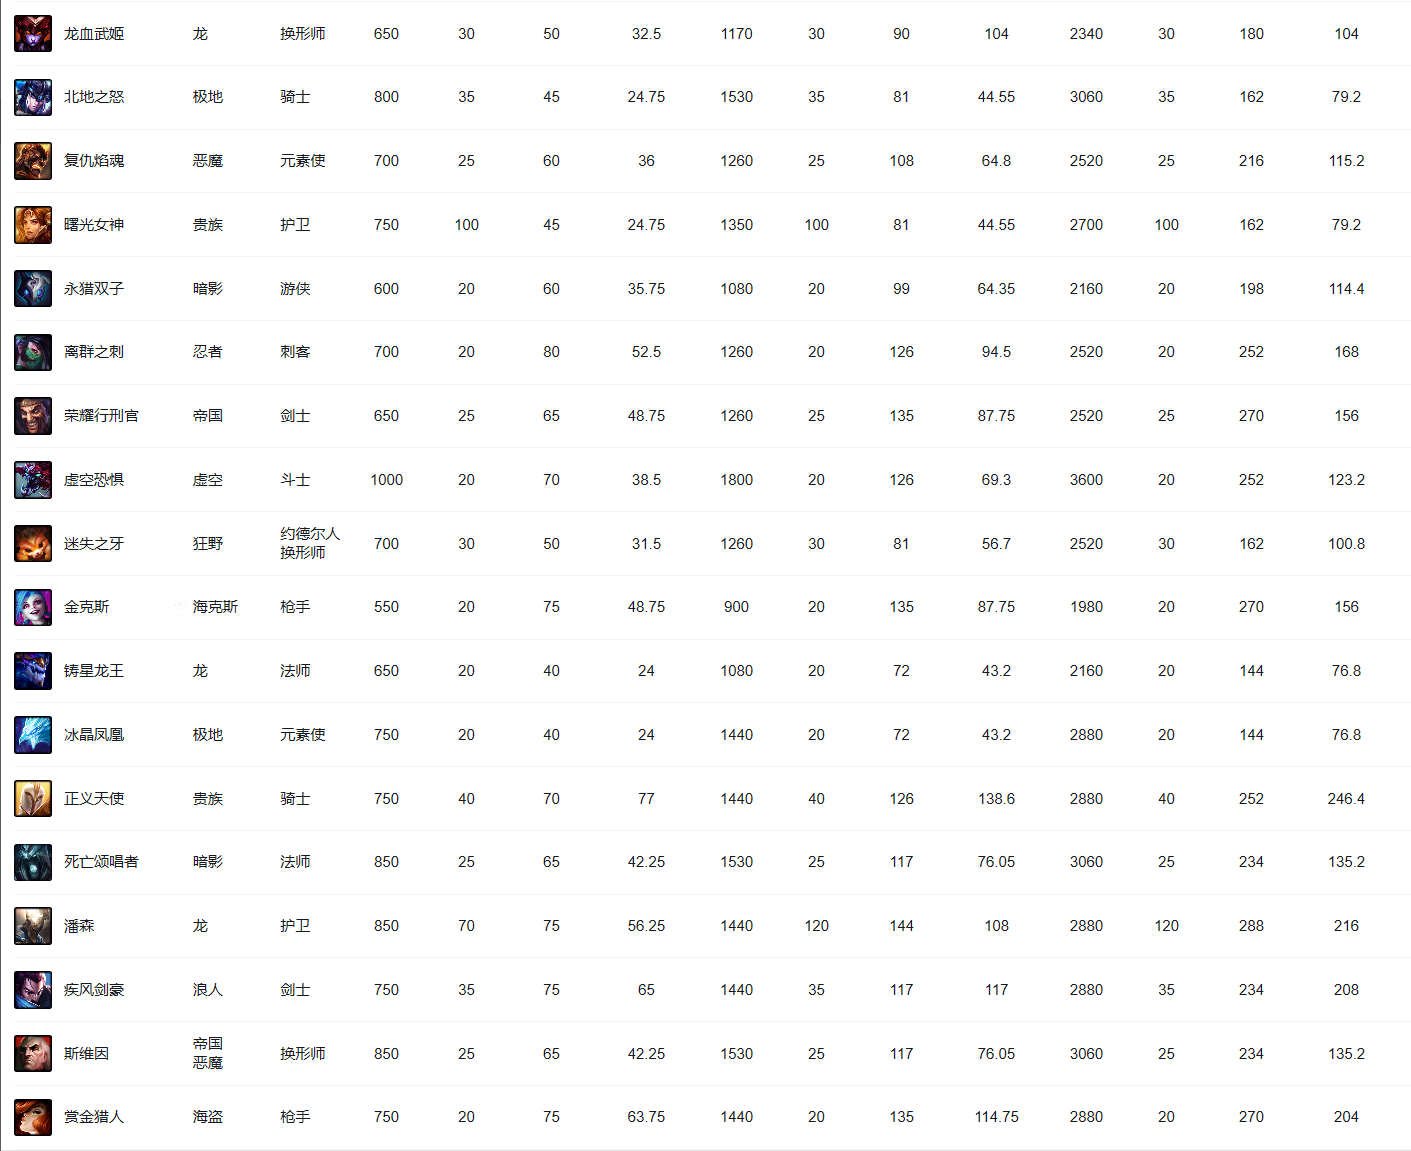 龙血武姬 龙 换形师 650 30 50 32.5 1170 30 90 104 2340 30 180 104
北地之怒 极地 骑士 800 35 45 24.75 1530 35 81 44.55 3060 35 162 79.2
复仇焰魂 恶魔 元素使 700 25 60 36 1260 25 108 64.8 2520 25 216 115.2
曙光女神 贵族 护卫 750 100 45 24.75 1350 100 81 44.55 2700 100 162 79.2
永猎双子 暗影 游侠 600 20 60 35.75 1080 20 99 64.35 2160 20 198 114.4
离群之刺 忍者 刺客 700 20 80 52.5 1260 20 126 94.5 2520 20 252 168
荣耀行刑官 帝国 剑士 650 25 65 48.75 1260 25 135 87.75 2520 25 270 156
虚空恐惧 虚空 斗士 1000 20 70 38.5 1800 20 126 69.3 3600 20 252 123.2
迷失之牙 狂野 约德尔人 换形师 700 30 50 31.5 1260 30 81 56.7 2520 30 162 100.8
金克斯 海克斯 枪手 550 20 75 48.75 900 20 135 87.75 1980 20 270 156
铸星龙王 龙 法师 650 20 40 24 1080 20 72 43.2 2160 20 144 76.8
冰晶凤凰 极地 元素使 750 20 40 24 1440 20 72 43.2 2880 20 144 76.8
正义天使 贵族 骑士 750 40 70 77 1440 40 126 138.6 2880 40 252 246.4
死亡颂唱者 暗影 法师 850 25 65 42.25 1530 25 117 76.05 3060 25 234 135.2
潘森 龙 护卫 850 70 75 56.25 1440 120 144 108 2880 120 288 216
疾风剑豪 浪人 剑士 750 35 75 65 1440 35 117 117 2880 35 234 208
斯维因 帝国 恶魔 换形师 850 25 65 42.25 1530 25 117 76.05 3060 25 234 135.2
赏金猎人 海盗 枪手 750 20 75 63.75 1440 20 135 114.75 2880 20 270 204